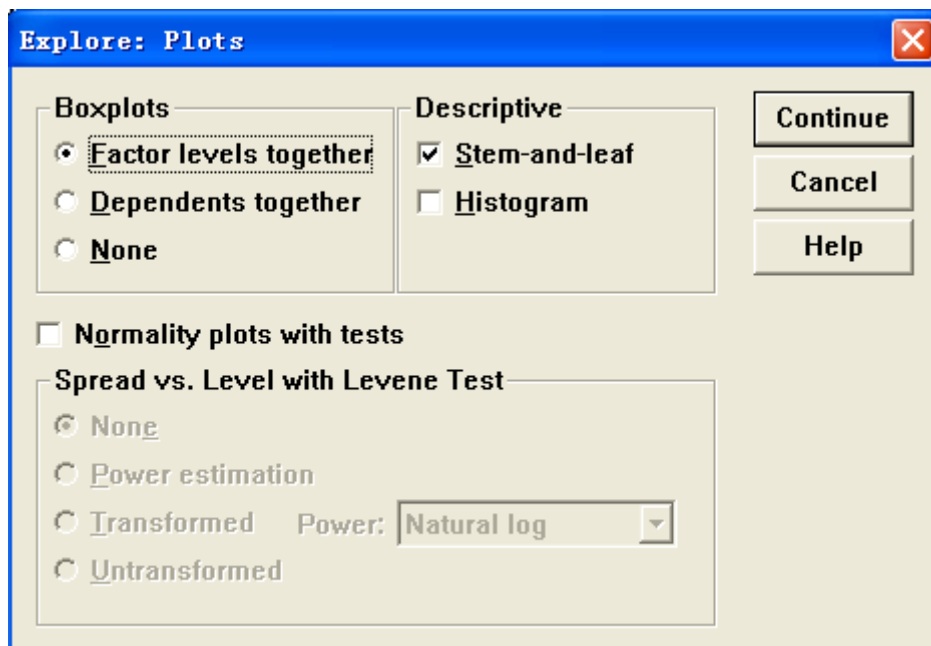 Explore: Plots
Boxplots
Factor levels together
Dependents together
None
Descriptive
Stem-and-leaf
Histogram
Continue
Cancel
Help
Normality plots with tests
Spread vs. Level with Levene Test
None
Power estimation
Transformed Power: Natural log
Untransformed